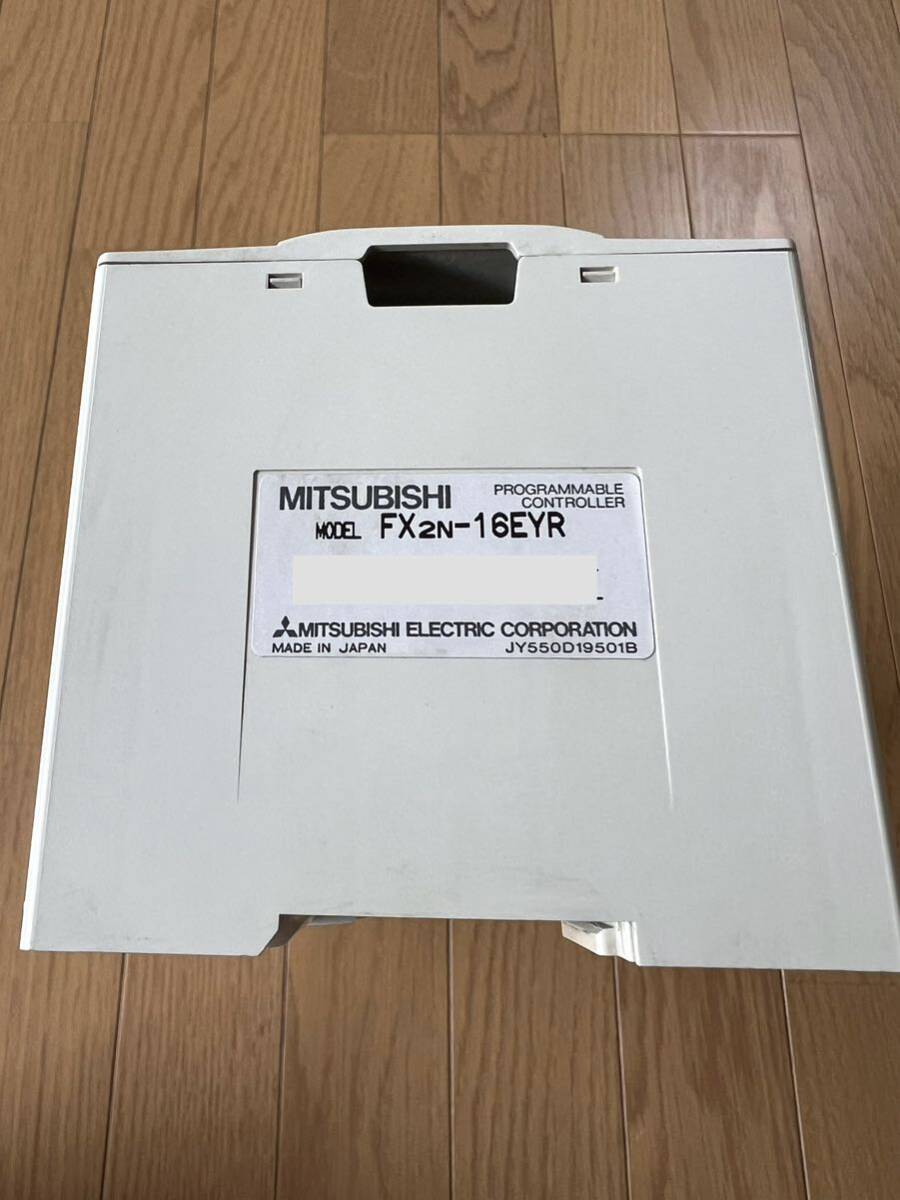 MITSUBISHI
PROGRAMMABLE
CONTROLLER
MODEL FX2N-16EYR
MITSUBISHI ELECTRIC CORPORATION
MADE IN JAPAN JY550D19501B